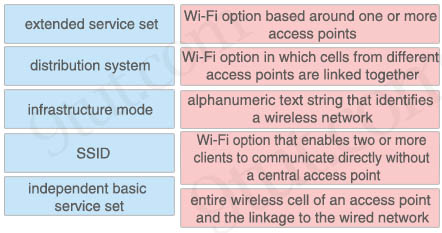 extended service set
Wi-Fi option based around one or more
access points
distribution system
Wi-Fi option in which cells from different
access points are linked together
infrastructure mode
alphanumeric text string that identifies
a wireless network
SSID
Wi-Fi option that enables two or more
clients to communicate directly without
a central access point
independent basic
service set
entire wireless cell of an access point
and the linkage to the wired network